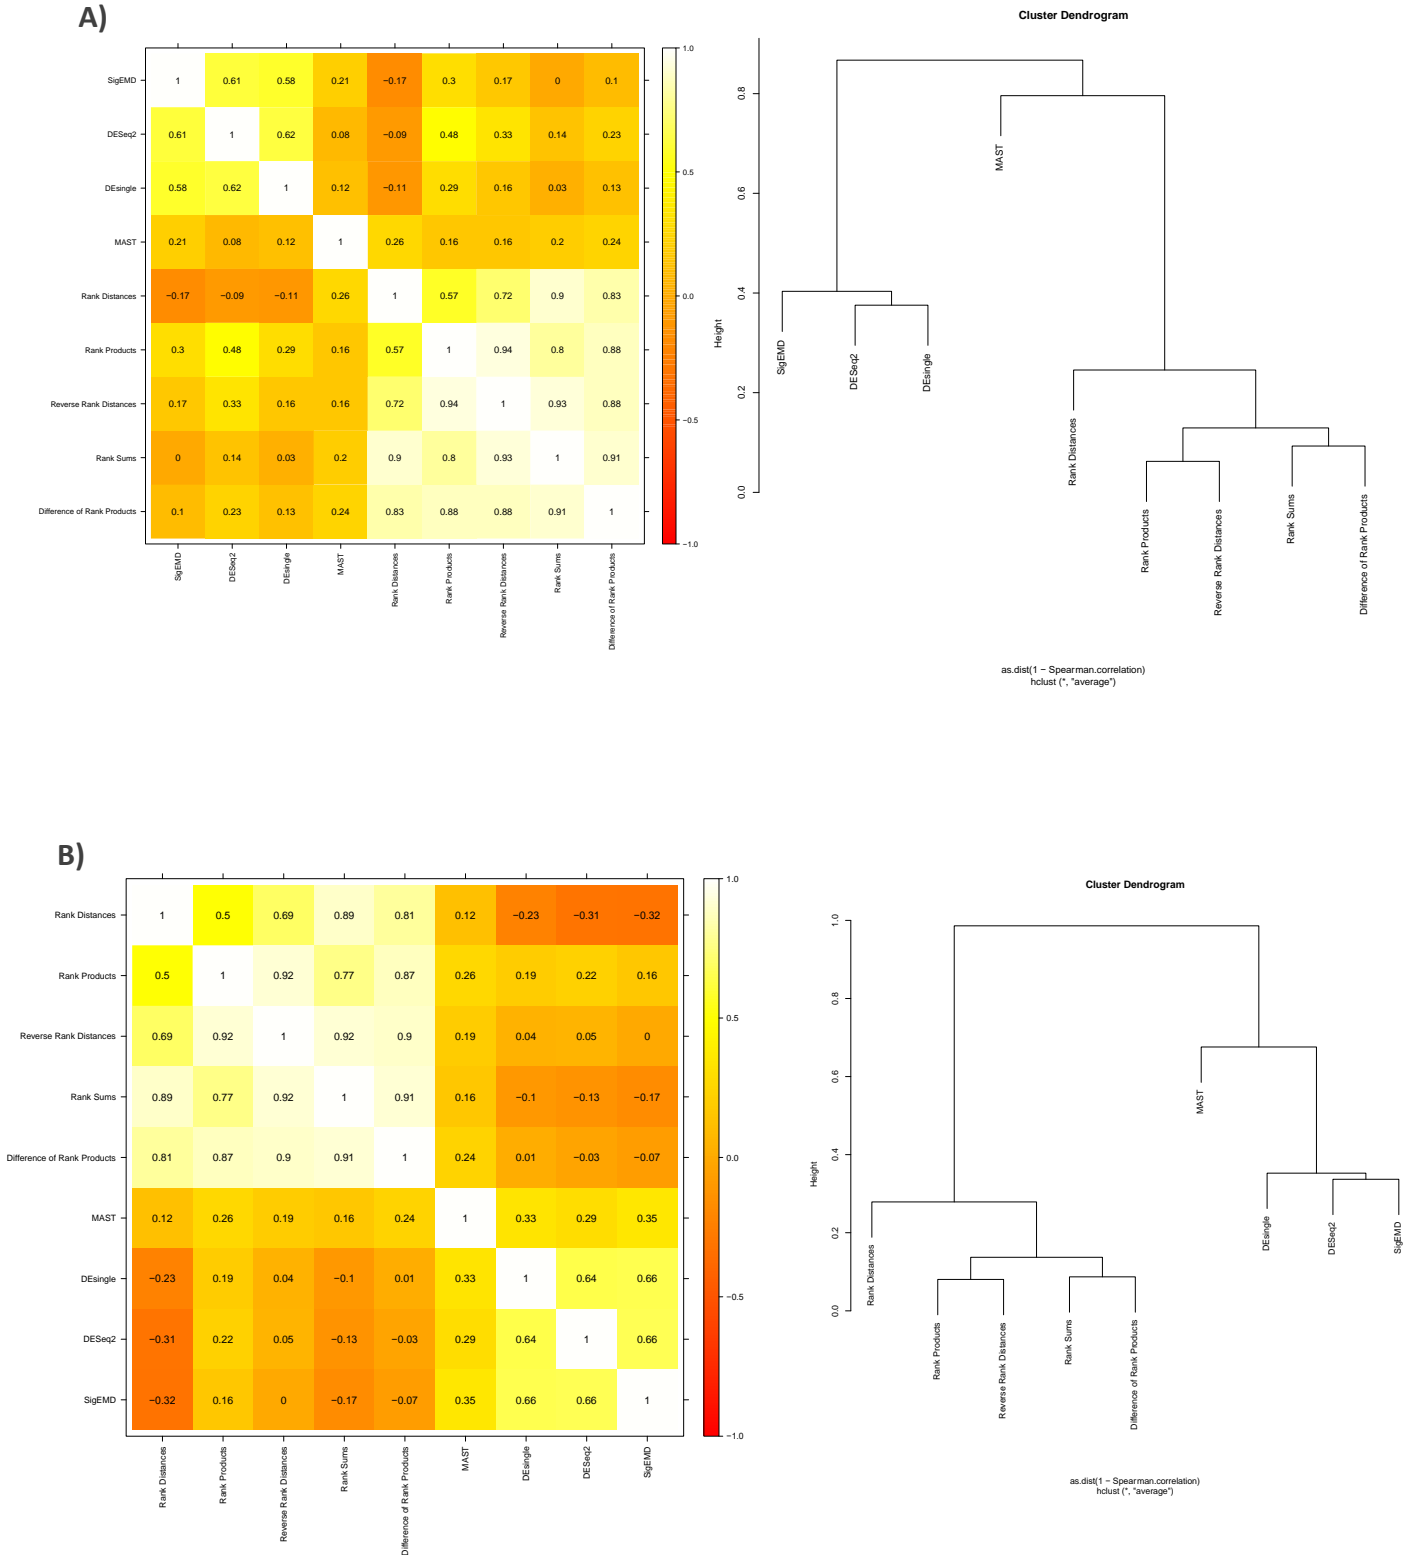 A)
SigEMD 1 0.61 0.58 0.21 −0.17 0.3 0.17 0 0.1
DESeq2 0.61 1 0.62 0.08 −0.09 0.48 0.33 0.14 0.23
DEsingle 0.58 0.62 1 0.12 −0.11 0.29 0.16 0.03 0.13
MAST 0.21 0.08 0.12 1 0.26 0.16 0.16 0.2 0.24
Rank Distances −0.17 −0.09 −0.11 0.26 1 0.57 0.72 0.9 0.83
Rank Products 0.3 0.48 0.29 0.16 0.57 1 0.94 0.8 0.88
Reverse Rank Distances 0.17 0.33 0.16 0.16 0.72 0.94 1 0.93 0.88
Rank Sums 0 0.14 0.03 0.2 0.9 0.8 0.93 1 0.91
Difference of Rank Products 0.1 0.23 0.13 0.24 0.83 0.88 0.88 0.91 1
SigEMD
DESeq2
DEsingle
MAST
Rank Distances
Rank Products
Reverse Rank Distances
Rank Sums
Difference of Rank Products
1.0
0.5
0.0
−0.5
−1.0
Cluster Dendrogram
Height
0.8
0.6
0.4
0.2
0.0
SigEMD
DESeq2
DEsingle
MAST
Rank Distances
Rank Products
Reverse Rank Distances
Rank Sums
Difference of Rank Products
as.dist(1 − Spearman.correlation)
hclust (*, "average")
B)
Rank Distances 1 0.5 0.69 0.89 0.81 0.12 −0.23 −0.31 −0.32
Rank Products 0.5 1 0.92 0.77 0.87 0.26 0.19 0.22 0.16
Reverse Rank Distances 0.69 0.92 1 0.92 0.9 0.19 0.04 0.05 0
Rank Sums 0.89 0.77 0.92 1 0.91 0.16 −0.1 −0.13 −0.17
Difference of Rank Products 0.81 0.87 0.9 0.91 1 0.24 0.01 −0.03 −0.07
MAST 0.12 0.26 0.19 0.16 0.24 1 0.33 0.29 0.35
DEsingle −0.23 0.19 0.04 −0.1 0.01 0.33 1 0.64 0.66
DESeq2 −0.31 0.22 0.05 −0.13 −0.03 0.29 0.64 1 0.66
SigEMD −0.32 0.16 0 −0.17 −0.07 0.35 0.66 0.66 1
Rank Distances
Rank Products
Reverse Rank Distances
Rank Sums
Difference of Rank Products
MAST
DEsingle
DESeq2
SigEMD
1.0
0.5
0.0
−0.5
−1.0
Cluster Dendrogram
Height
1.0
0.8
0.6
0.4
0.2
0.0
Rank Distances
Rank Products
Reverse Rank Distances
Rank Sums
Difference of Rank Products
MAST
DEsingle
DESeq2
SigEMD
as.dist(1 − Spearman.correlation)
hclust (*, "average")